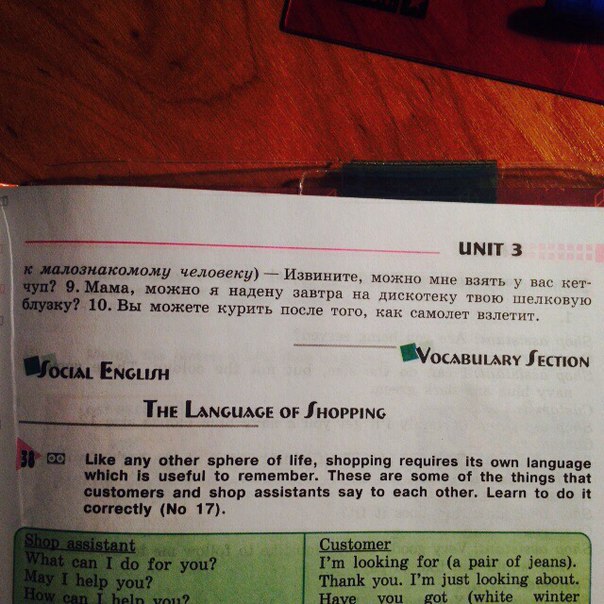 UNIT 3
к малознакомому человеку) — Извините, можно мне взять у вас кет-
чуп? 9. Мама, можно я надену завтра на дискотеку твою шелковую
блузку? 10. Вы можете курить после того, как самолет взлетит.
VOCABULARY SECTION
SOCIAL ENGLISH
THE LANGUAGE OF SHOPPING
38 Like any other sphere of life, shopping requires its own language
which is useful to remember. These are some of the things that
customers and shop assistants say to each other. Learn to do it
correctly (No 17).
Shop assistant
What can I do for you?
May I help you?
How can I help you?
Customer
I'm looking for (a pair of jeans).
Thank you. I'm just looking about.
Have you got (white winter